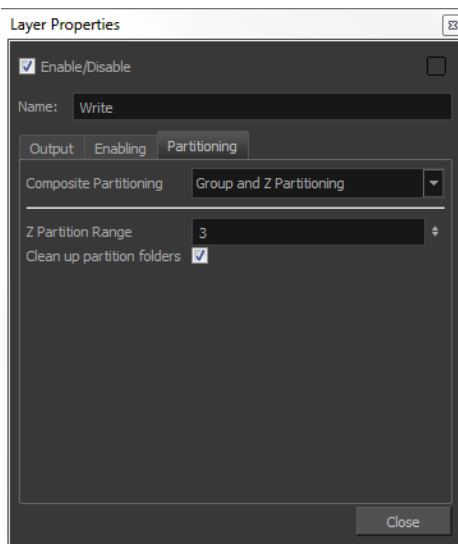 Layer Properties
Enable/Disable
Name: Write
Output Enabling Partitioning
Composite Partitioning Group and Z Partitioning
Z Partition Range 3
Clean up partition folders
Close